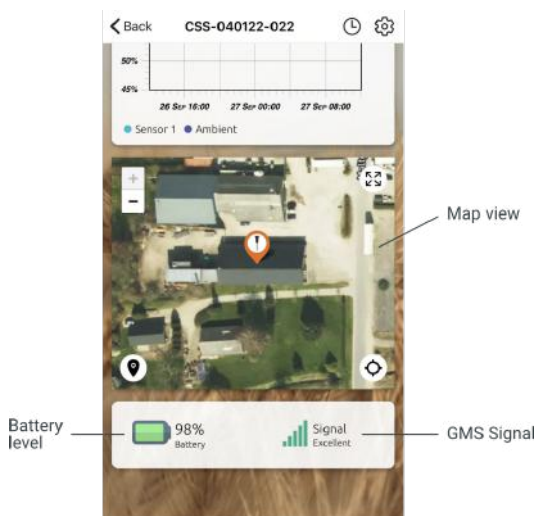 Back
CSS-040122-022
50%
45%
26 Sep 16:00 27 Sep 00:00 27 Sep 08:00
Sensor 1 Ambient
+
-
Map view
Battery level
98%
Battery
Signal
Excellent
GMS Signal